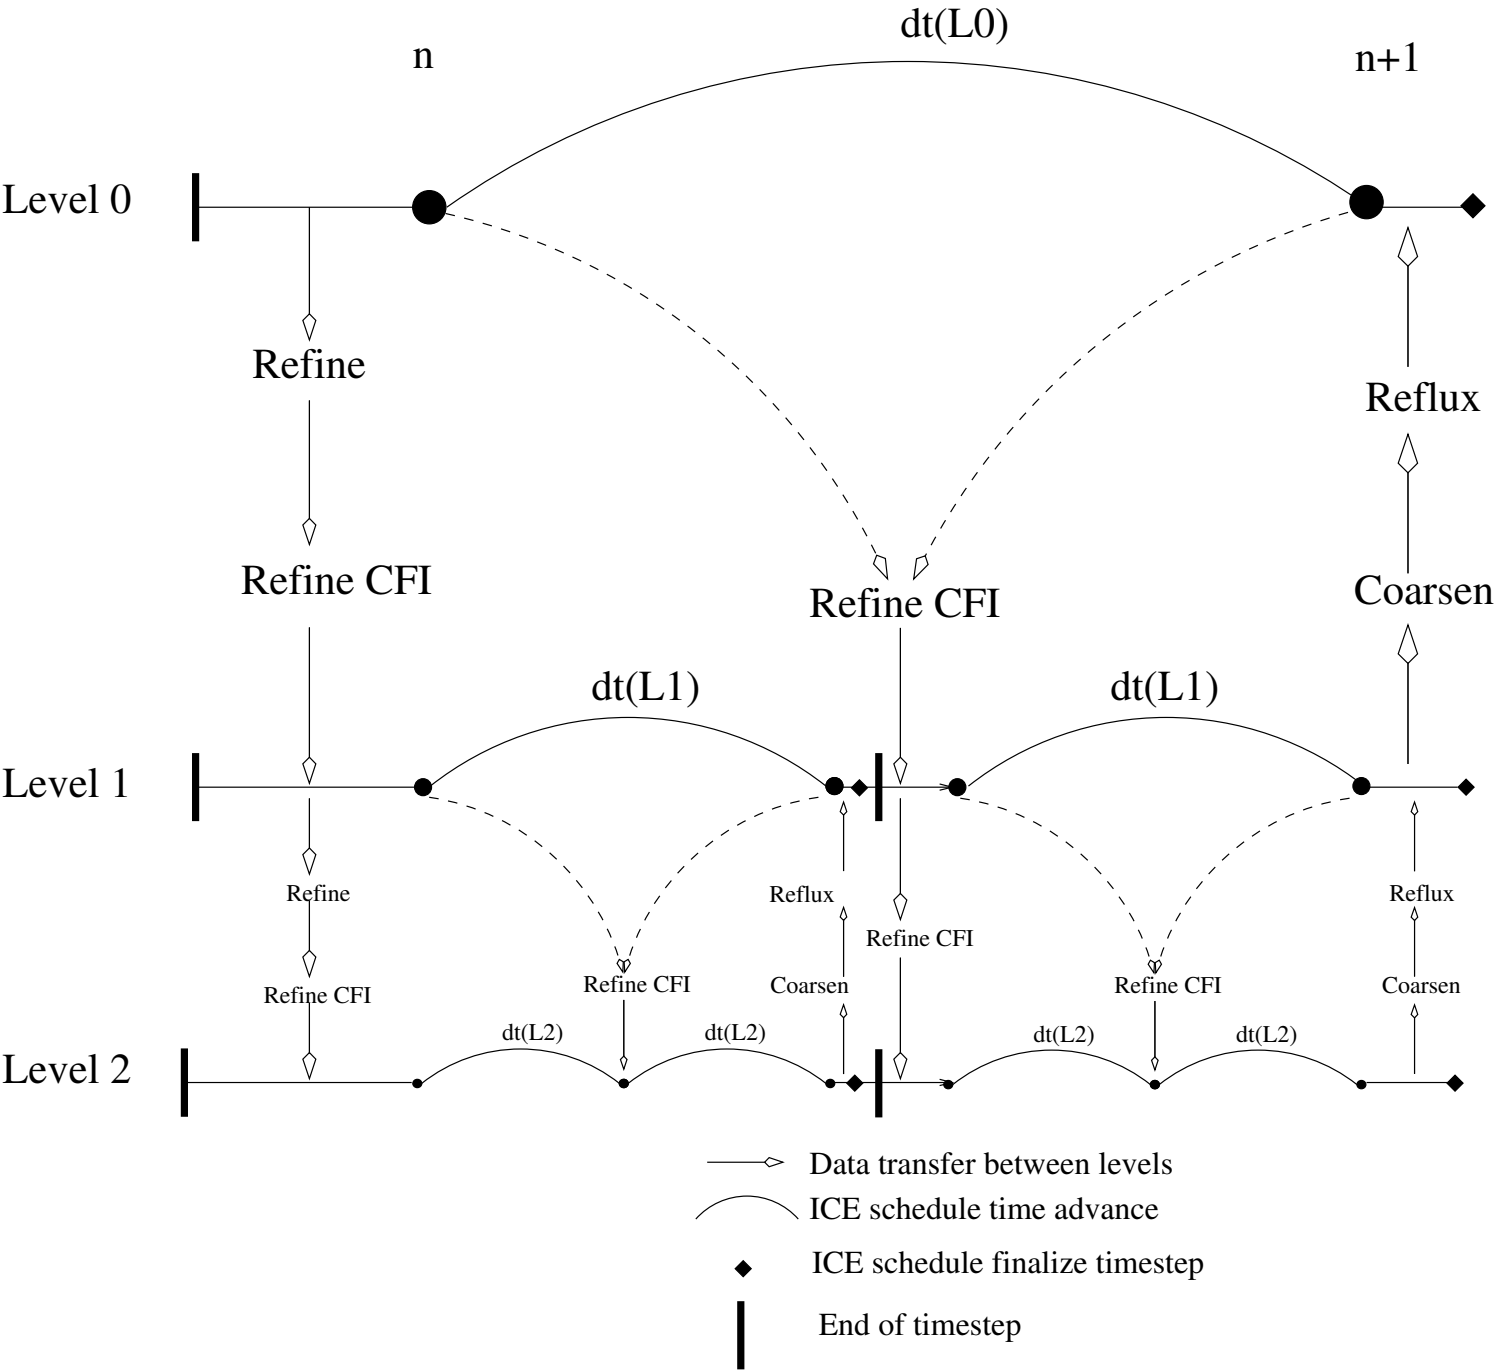 dt(L0)
n
n+1
Level 0
Refine
Reflux
Refine CFI
Refine CFI
Coarsen
dt(L1)
dt(L1)
Level 1
Refine
Reflux
Reflux
Refine CFI
Refine CFI
Refine CFI
Coarsen
Refine CFI
Coarsen
dt(L2)
dt(L2)
dt(L2)
dt(L2)
Level 2
Data transfer between levels
ICE schedule time advance
ICE schedule finalize timestep
End of timestep